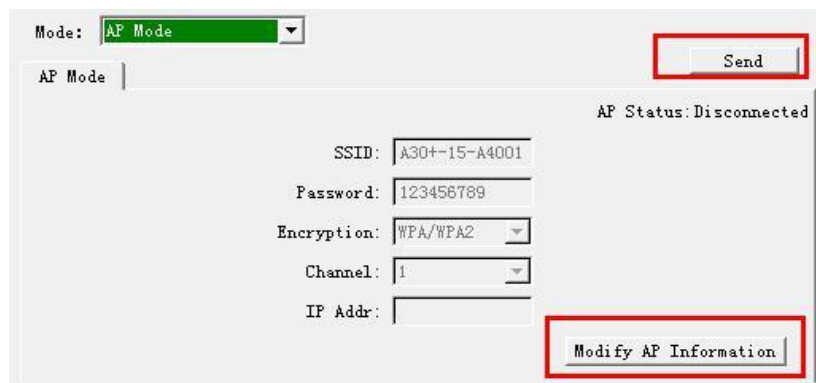 Mode: AP Mode
Send
AP Mode
AP Status:Disconnected
SSID: A30+-15-A4001
Password: 123456789
Encryption: WPA/WPA2
Channel: 1
IP Addr:
Modify AP Information